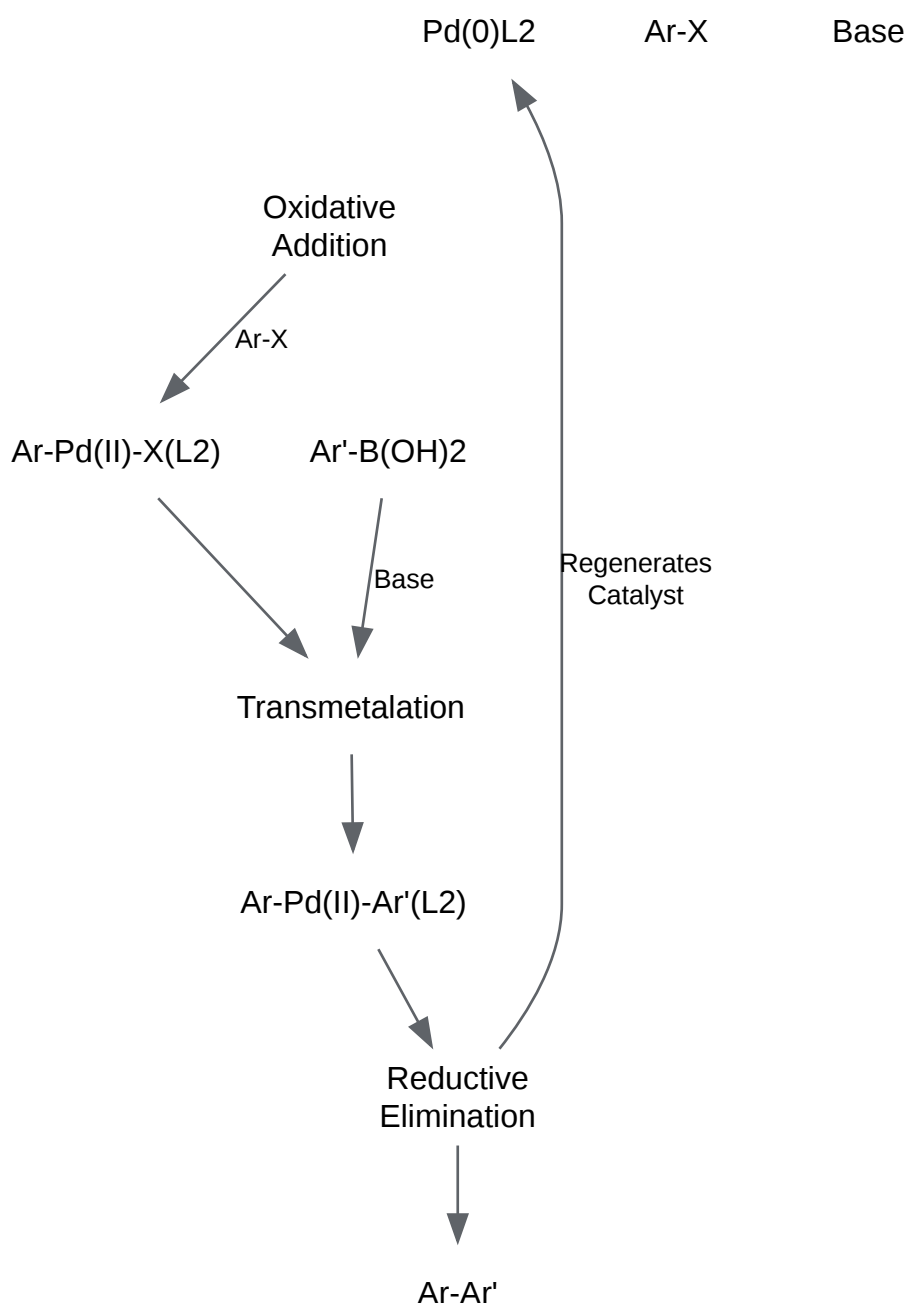 Pd(0)L2
Ar-X
Base
Oxidative
Addition
Ar-X
Ar-Pd(II)-X(L2)
Ar'-B(OH)2
Base
Regenerates
Catalyst
Transmetalation
Ar-Pd(II)-Ar'(L2)
Reductive
Elimination
Ar-Ar'